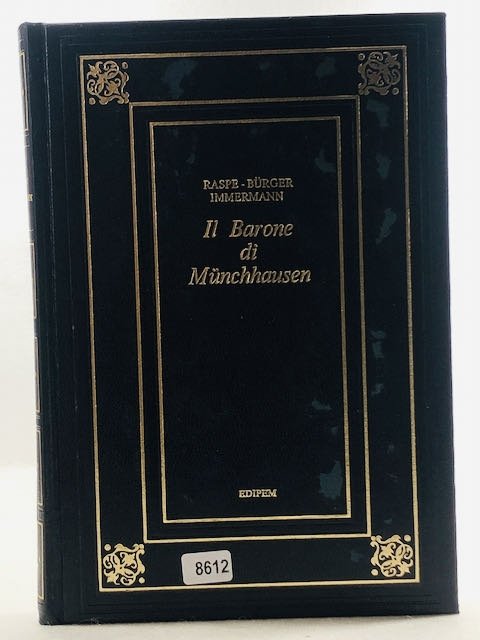 RASPE - BÜRGER
IMMERMANN
Il Barone
di
Münchhausen
EDIPEM
8612